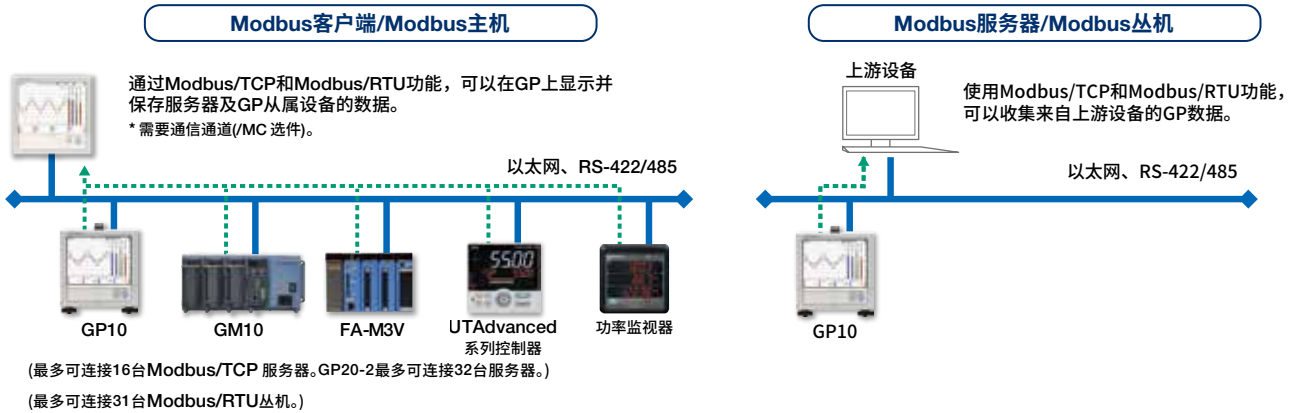 Modbus客户端/Modbus主机
通过Modbus/TCP和Modbus/RTU功能，可以在GP上显示并
保存服务器及GP从属设备的数据。
* 需要通信通道(/MC 选件)。
以太网、RS-422/485
5500
GP10
GM10
FA-M3V
UTAdvanced
系列控制器
功率监视器
(最多可连接16台Modbus/TCP 服务器。GP20-2最多可连接32台服务器。)
(最多可连接31台Modbus/RTU丛机。)
Modbus服务器/Modbus丛机
上游设备
使用Modbus/TCP和Modbus/RTU功能，
可以收集来自上游设备的GP数据。
以太网、RS-422/485
GP10